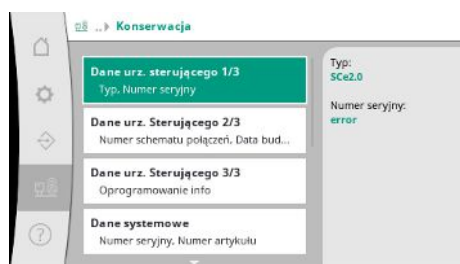 ..▸ Konserwacja
Dane urz. sterującego 1/3
Typ, Numer seryjny
Dane urz. Sterującego 2/3
Numer schematu połączeń, Data bud...
Dane urz. Sterującego 3/3
Oprogramowanie info
Dane systemowe
Numer seryjny, Numer artykułu
Typ:
SCe2.0
Numer seryjny:
error